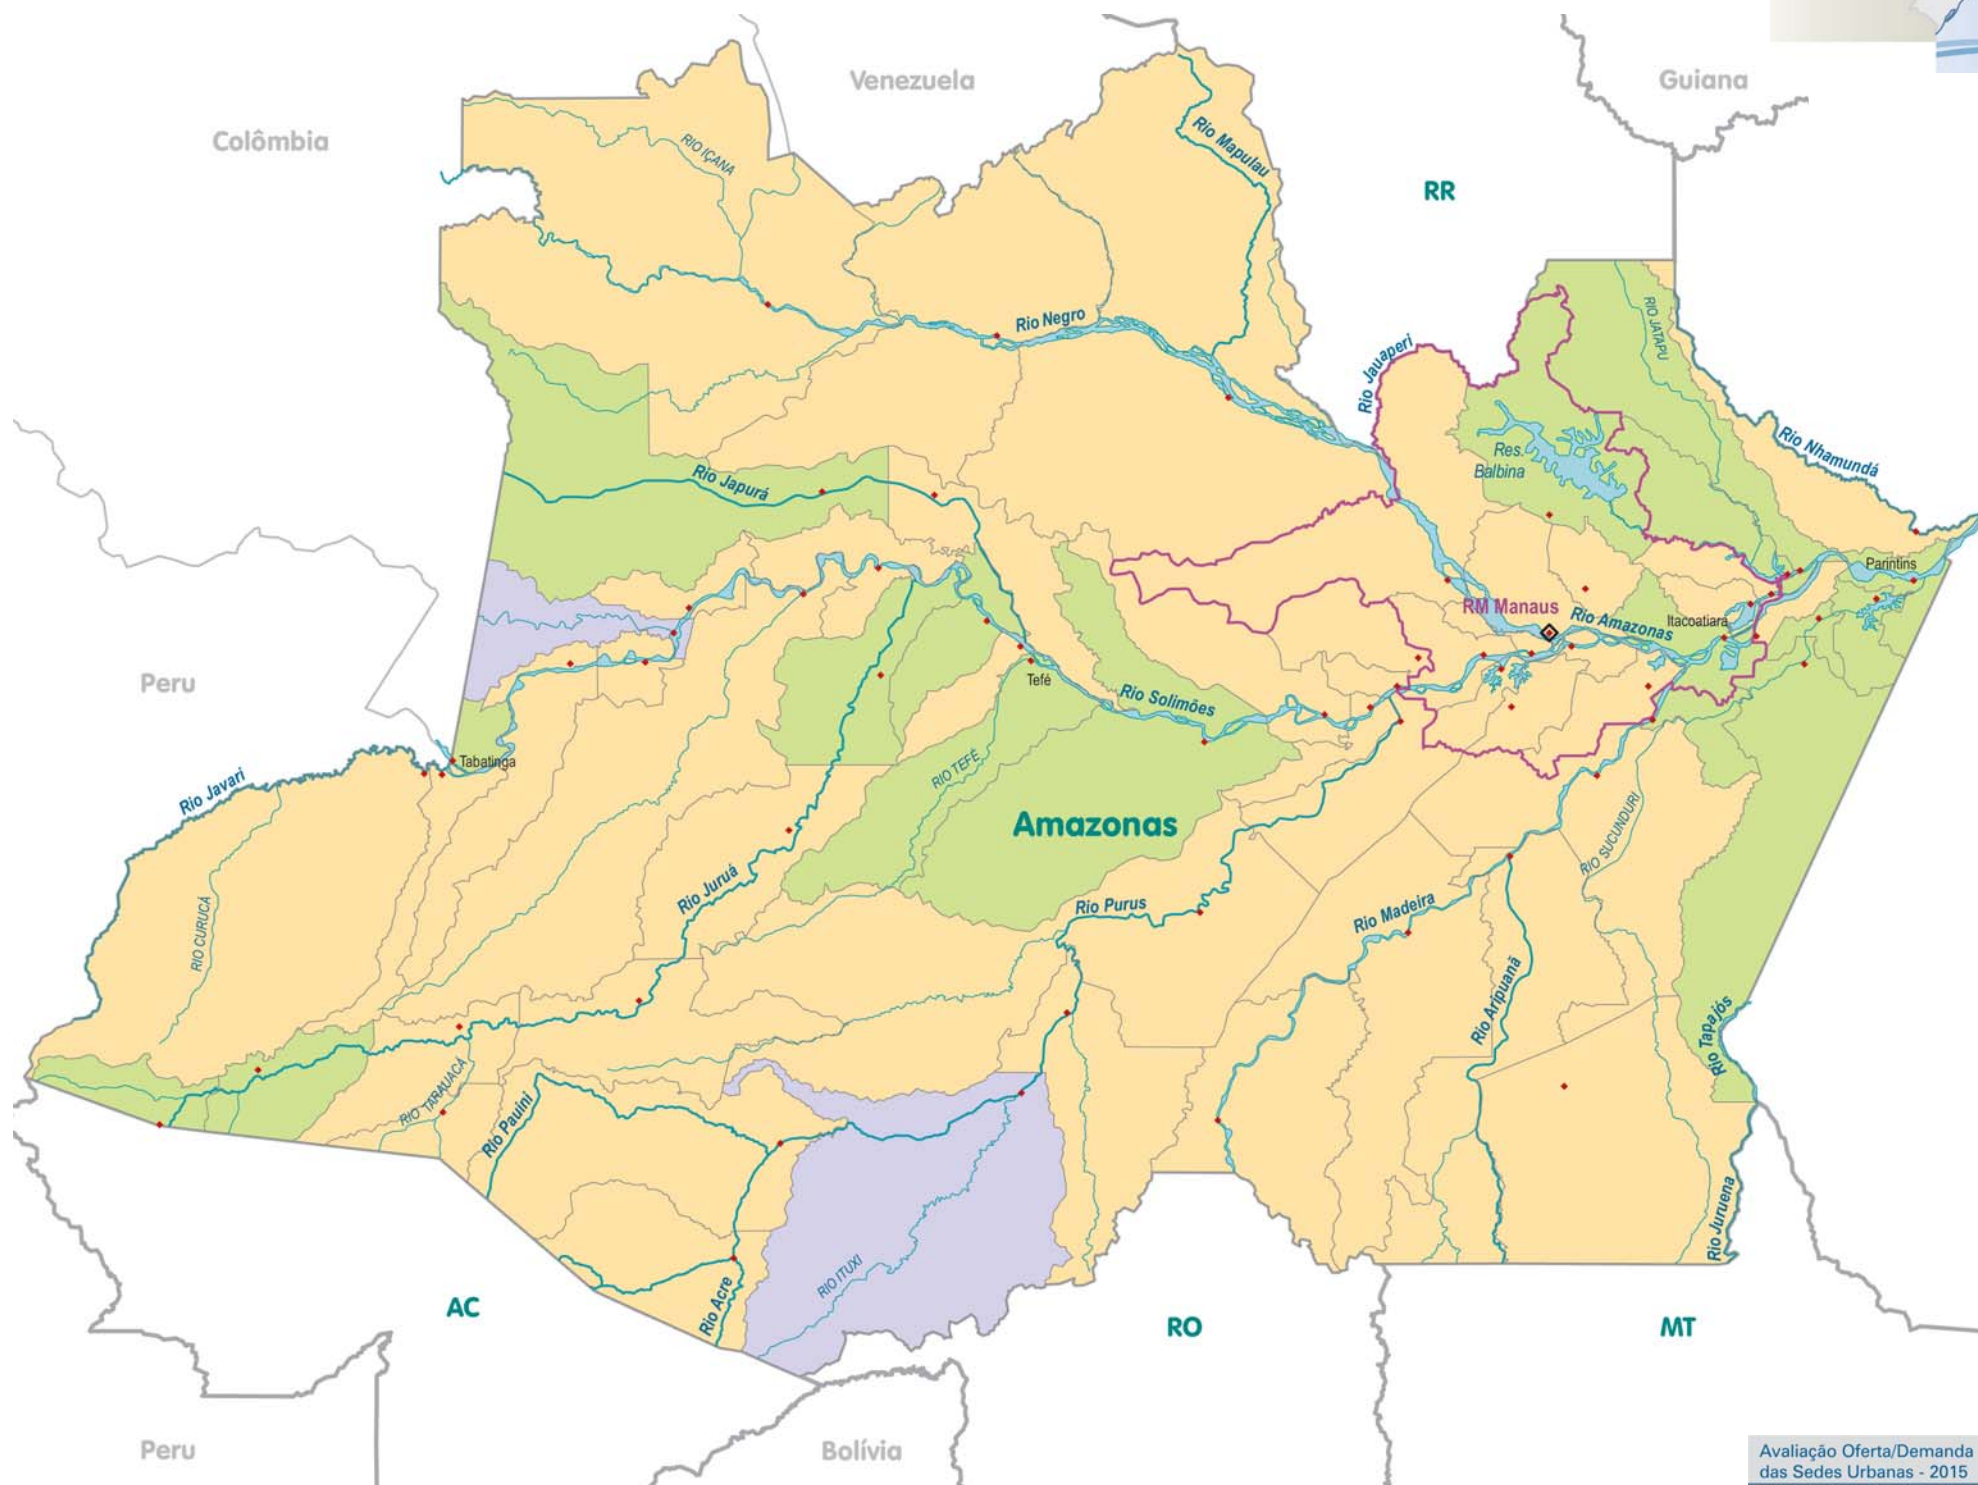 Venezuela
Guiana
Colômbia
RIO IÇANA
Rio Mapulau
RR
Rio Negro
RIO JATAPU
Rio Jauaperi
Rio Nhamundá
Res.
Balbina
Rio Japurá
Parintins
RM Manaus
Rio Amazonas
Itacoatiara
Peru
Tefé
Rio Solimões
Tabatinga
Rio Javari
RIO TEFÉ
Amazonas
RIO SUCUNDURI
Rio Juruá
Rio Purus
Rio Madeira
RIO CURUCÁ
Rio Aripuanã
Rio Tapajós
RIO TARAUACÁ
Rio Pauini
Rio Juruena
RIO ITUXI
Rio Acre
AC
RO
MT
Peru
Bolívia
Avaliação Oferta/Demanda
das Sedes Urbanas - 2015